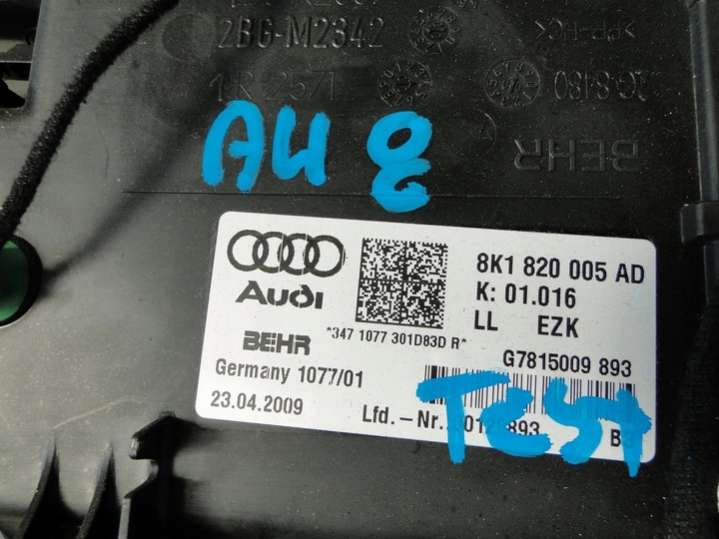 2BG-M2342
BEHR
AU 8
Audi
8K1 820 005 AD
K: 01.016
LL EZK
*347 1077 301D83D R*
BEHR
G7815009 893
Germany 1077/01
23.04.2009
Lfd.-Nr.
TEST